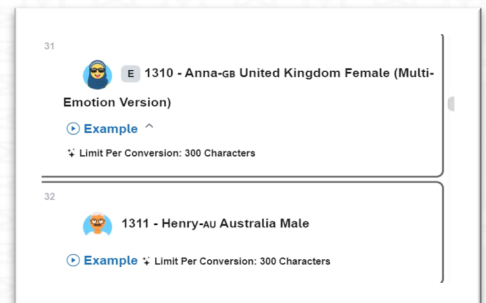 31
E 1310 - Anna-GB United Kingdom Female (Multi-
Emotion Version)
Example
Limit Per Conversion: 300 Characters
32
1311 - Henry-AU Australia Male
Example Limit Per Conversion: 300 Characters